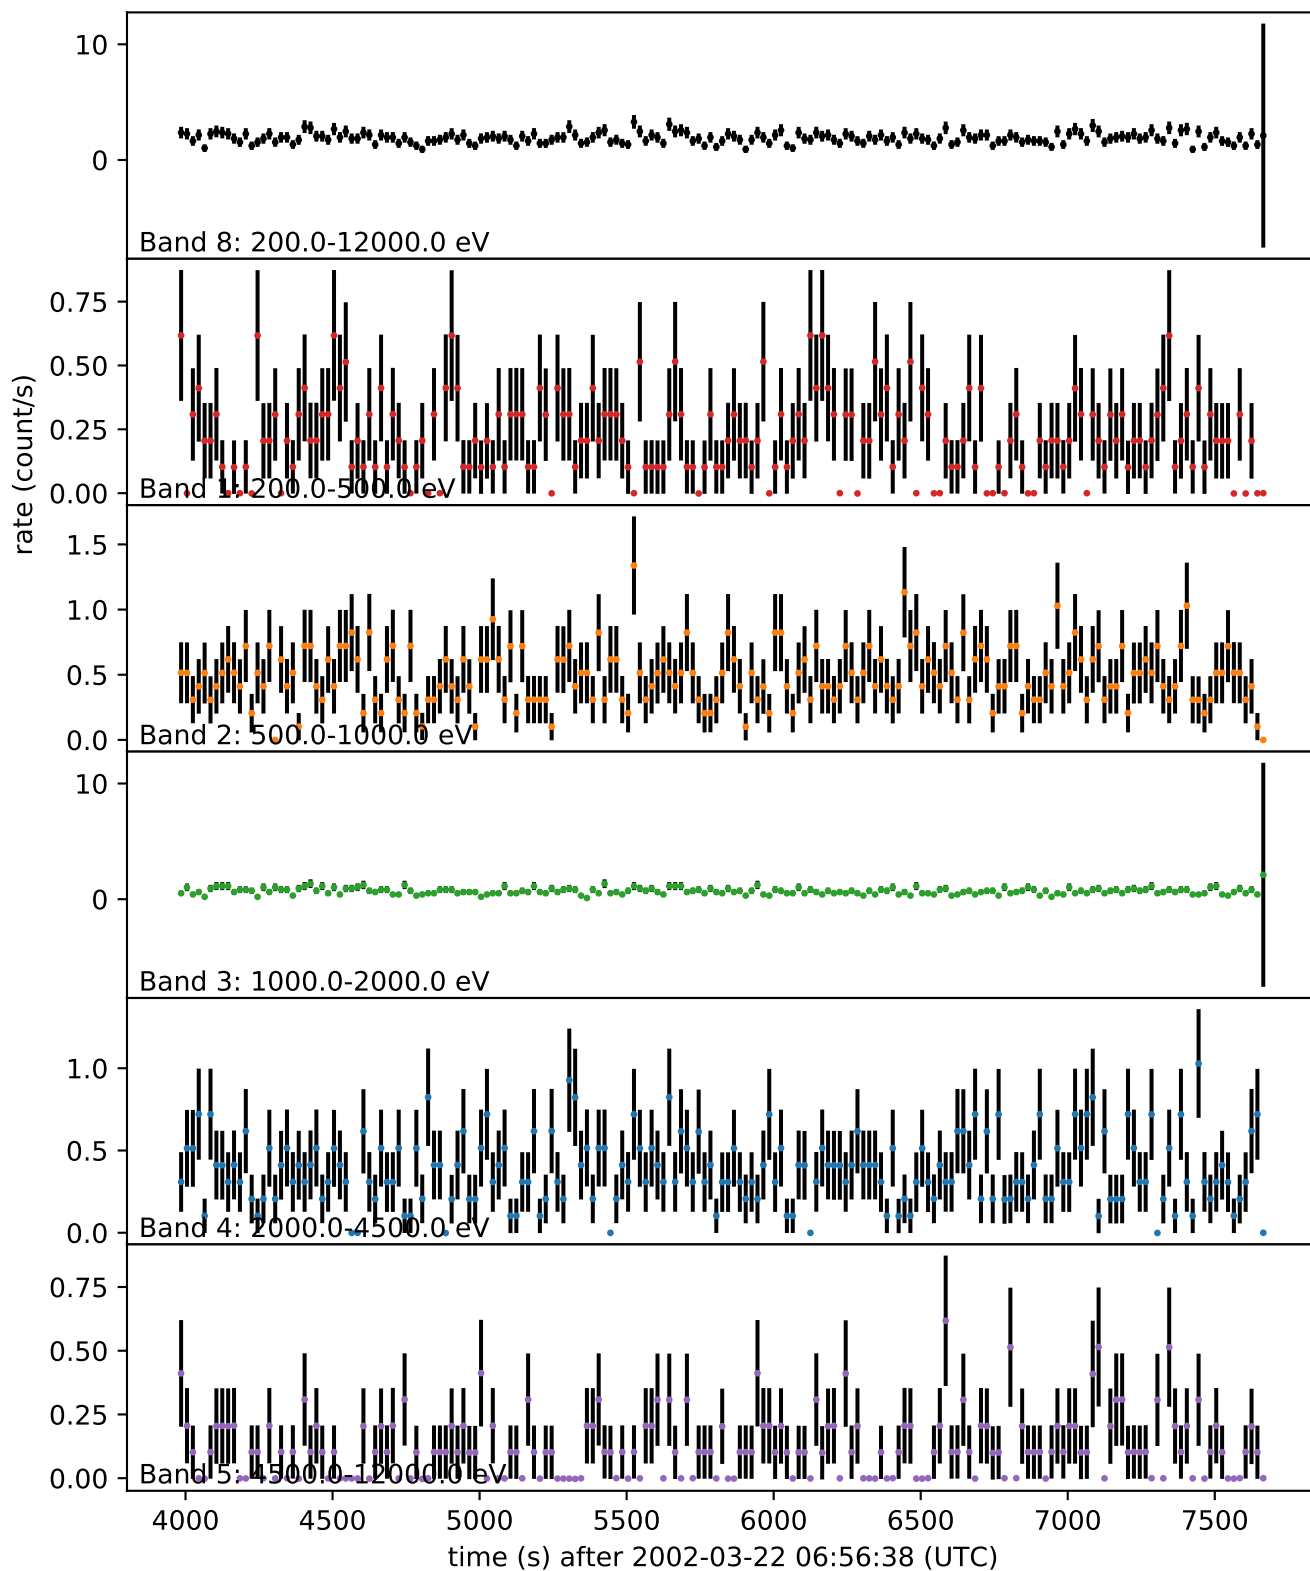 10
0
Band 8: 200.0-12000.0 eV
0.75
0.50
0.25
0.00
Band 1: 200.0-500.0 eV
rate (count/s)
1.5
1.0
0.5
0.0
Band 2: 500.0-1000.0 eV
10
0
Band 3: 1000.0-2000.0 eV
1.0
0.5
0.0
Band 4: 2000.0-4500.0 eV
0.75
0.50
0.25
0.00
Band 5: 4500.0-12000.0 eV
4000 4500 5000 5500 6000 6500 7000 7500
time (s) after 2002-03-22 06:56:38 (UTC)